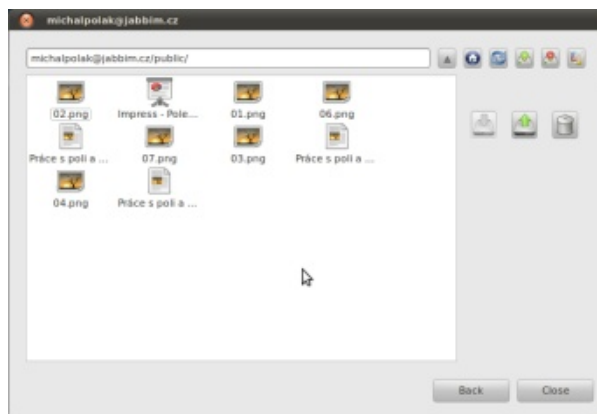 michalpolak@jabbim.cz
michalpolak@jabbim.cz/public/
02.png Impress - Pole... 01.png 06.png
Práce s poli a ... 07.png 03.png Práce s poli a ...
04.png Práce s poli a ...
Back Close